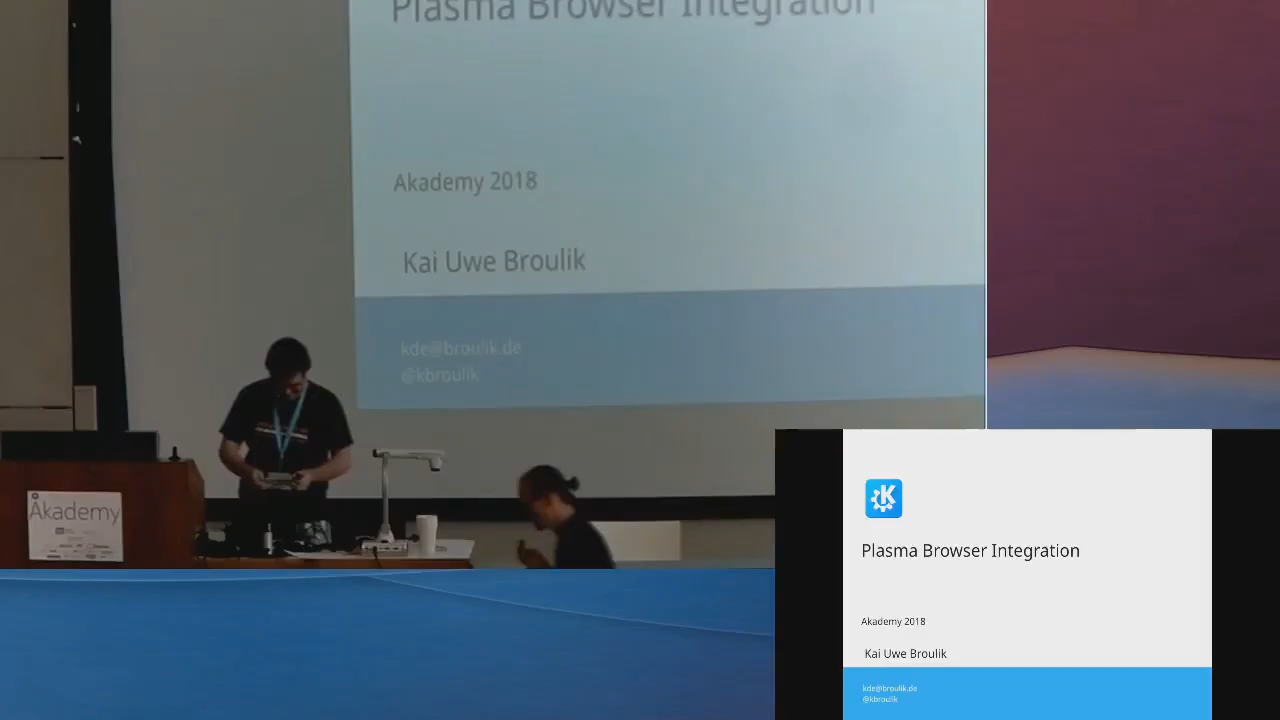 Plasma Browser Integration
Akademy 2018
Kai Uwe Broulik
kde@broulik.de
@kbroulik
Akademy
Plasma Browser Integration
Akademy 2018
Kai Uwe Broulik
kde@broulik.de
@kbroulik